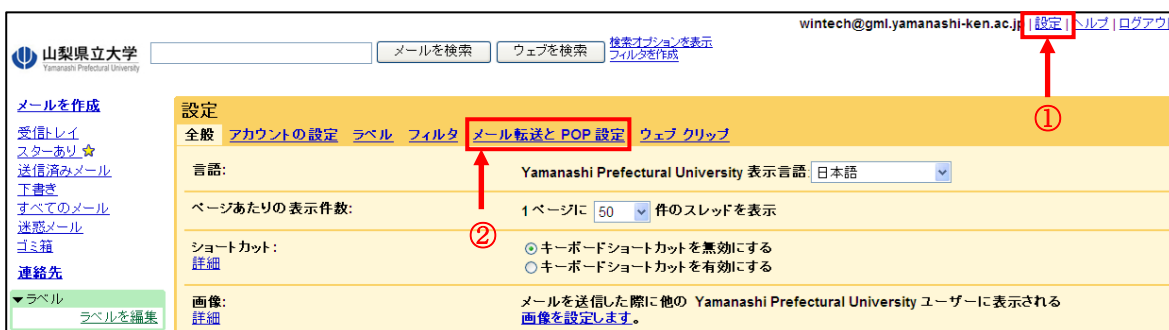 wintech@gml.yamanashi-ken.ac.jp | 設定 | ヘルプ | ログアウト
山梨県立大学
Yamanashi Prefectural University
メールを検索 ウェブを検索 検索オプションを表示
フィルタを作成
①
メールを作成
受信トレイ
スターあり
送信済みメール
下書き
すべてのメール
迷惑メール
ゴミ箱
連絡先
▼ラベル
ラベルを編集
設定
全般 アカウントの設定 ラベル フィルタ メール転送と POP 設定 ウェブ クリップ
②
言語: Yamanashi Prefectural University 表示言語: 日本語
ページあたりの表示件数: 1 ページに 50 件のスレッドを表示
ショートカット: キーボードショートカットを無効にする
詳細 キーボードショートカットを有効にする
画像: メールを送信した際に他の Yamanashi Prefectural University ユーザーに表示される
詳細 画像を設定します。